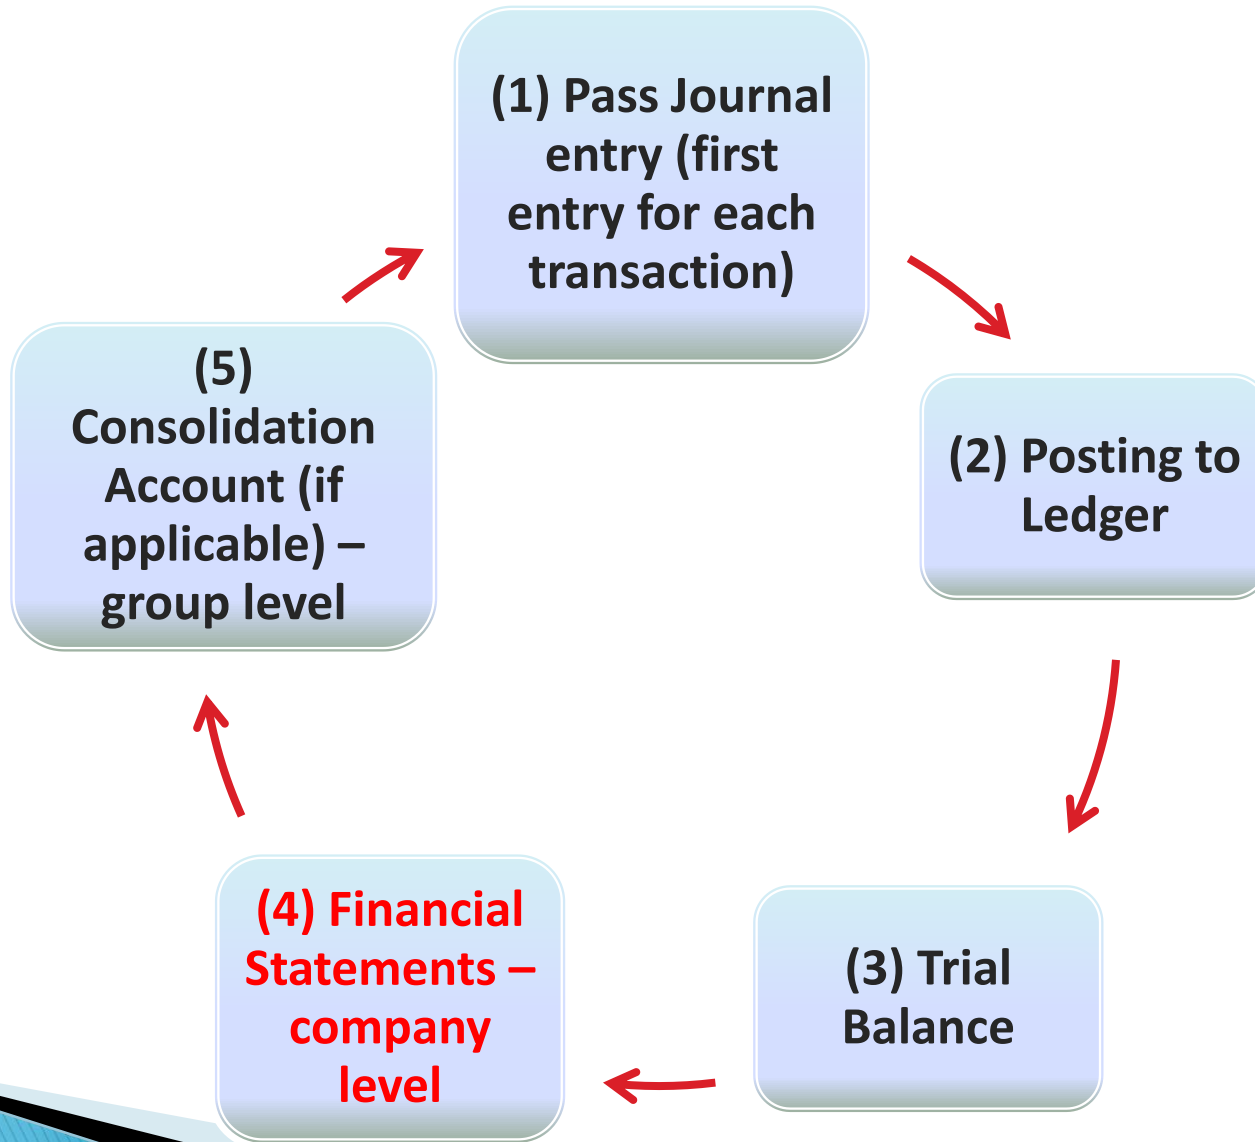 (1) Pass Journal
entry (first
entry for each
transaction)
(2) Posting to
Ledger
(3) Trial
Balance
(4) Financial
Statements –
company
level
(5)
Consolidation
Account (if
applicable) –
group level